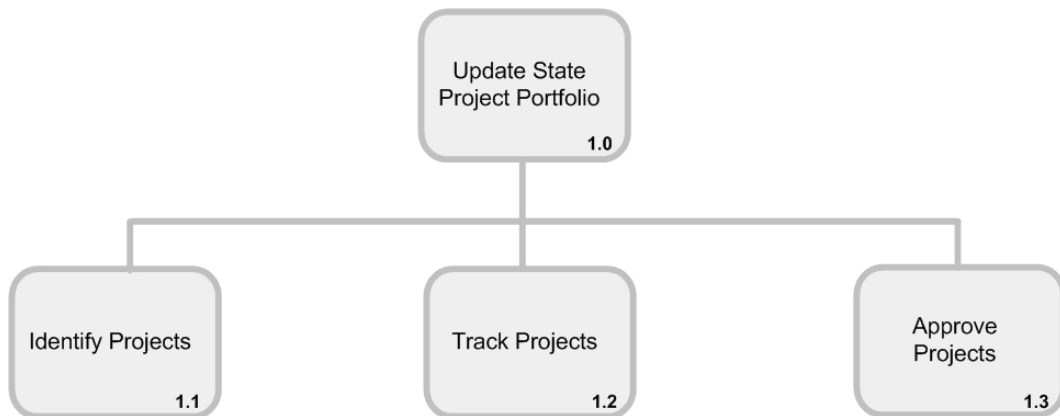 Update State
Project Portfolio
1.0
Identify Projects
1.1
Track Projects
1.2
Approve
Projects
1.3